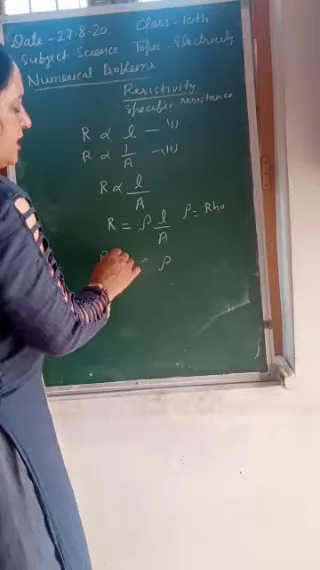 Date - 27-8-20 Class - 10th
Subject Science Topic - Electricity
Numerical Problems
Resistivity
Specific resistance
R ∝ l — (i)
R ∝ 1/A — (ii)
R ∝ l/A
R = ρ l/A ρ = Rho
= ρ